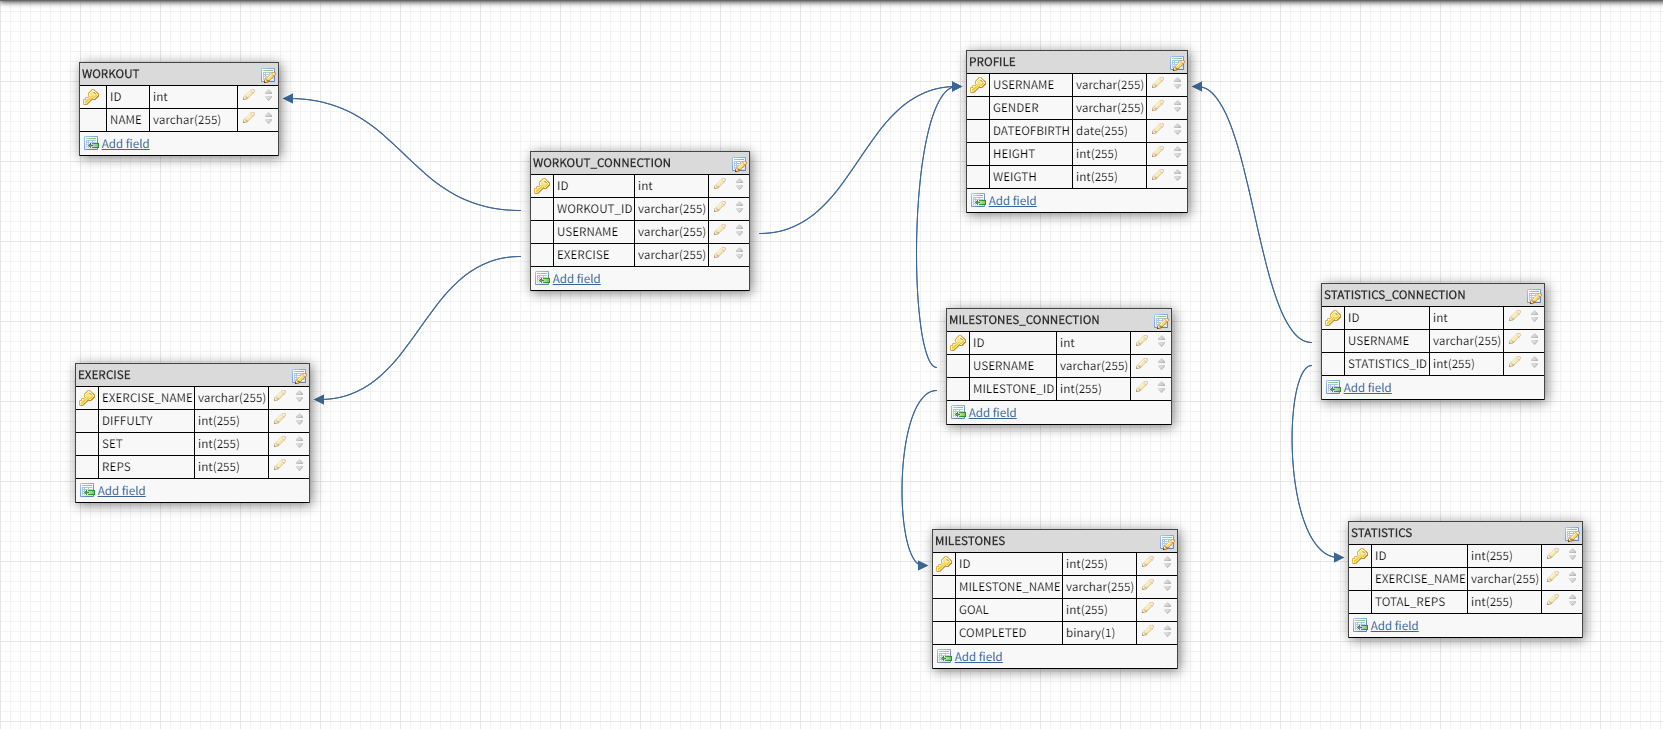 WORKOUT
ID int
NAME varchar(255)
Add field
WORKOUT_CONNECTION
ID int
WORKOUT_ID varchar(255)
USERNAME varchar(255)
EXERCISE varchar(255)
Add field
EXERCISE
EXERCISE_NAME varchar(255)
DIFFULTY int(255)
SET int(255)
REPS int(255)
Add field
PROFILE
USERNAME varchar(255)
GENDER varchar(255)
DATEOFBIRTH date(255)
HEIGHT int(255)
WEIGTH int(255)
Add field
MILESTONES_CONNECTION
ID int
USERNAME varchar(255)
MILESTONE_ID int(255)
Add field
MILESTONES
ID int(255)
MILESTONE_NAME varchar(255)
GOAL int(255)
COMPLETED binary(1)
Add field
STATISTICS_CONNECTION
ID int
USERNAME varchar(255)
STATISTICS_ID int(255)
Add field
STATISTICS
ID int(255)
EXERCISE_NAME varchar(255)
TOTAL_REPS int(255)
Add field